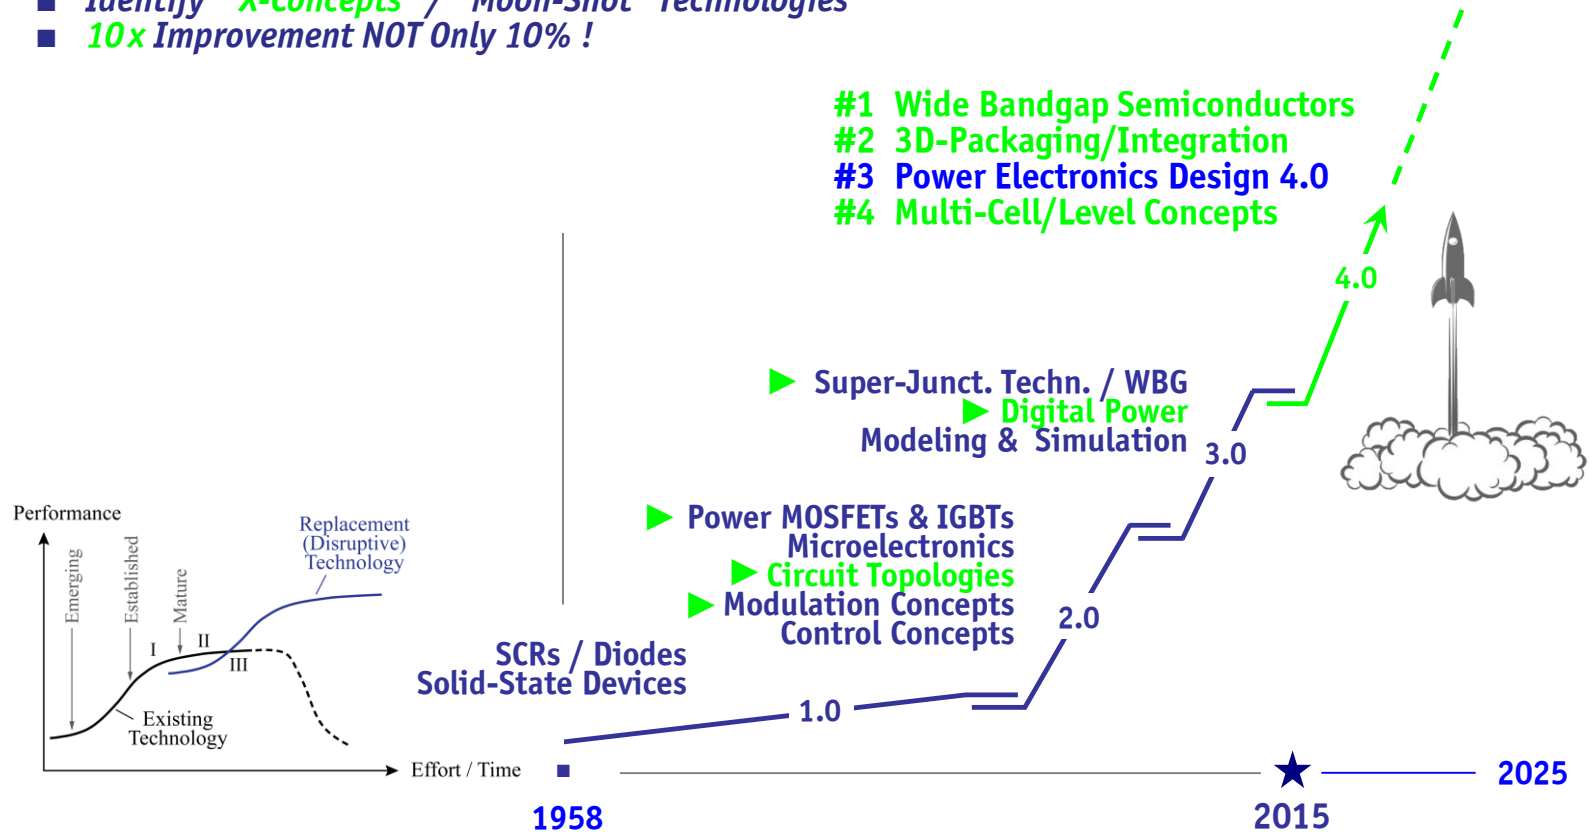 ■ Identify "X-Concepts" / "Moon-Shot" Technologies
■ 10x Improvement NOT Only 10% !
#1 Wide Bandgap Semiconductors
#2 3D-Packaging/Integration
#3 Power Electronics Design 4.0
#4 Multi-Cell/Level Concepts
4.0
► Super-Junct. Techn. / WBG
► Digital Power
Modeling & Simulation
3.0
► Power MOSFETs & IGBTs
Microelectronics
► Circuit Topologies
► Modulation Concepts
Control Concepts
2.0
SCRs / Diodes
Solid-State Devices
1.0
Performance
Emerging
Established
Mature
Replacement
(Disruptive)
Technology
I
II
III
Existing
Technology
Effort / Time
1958
2015
2025